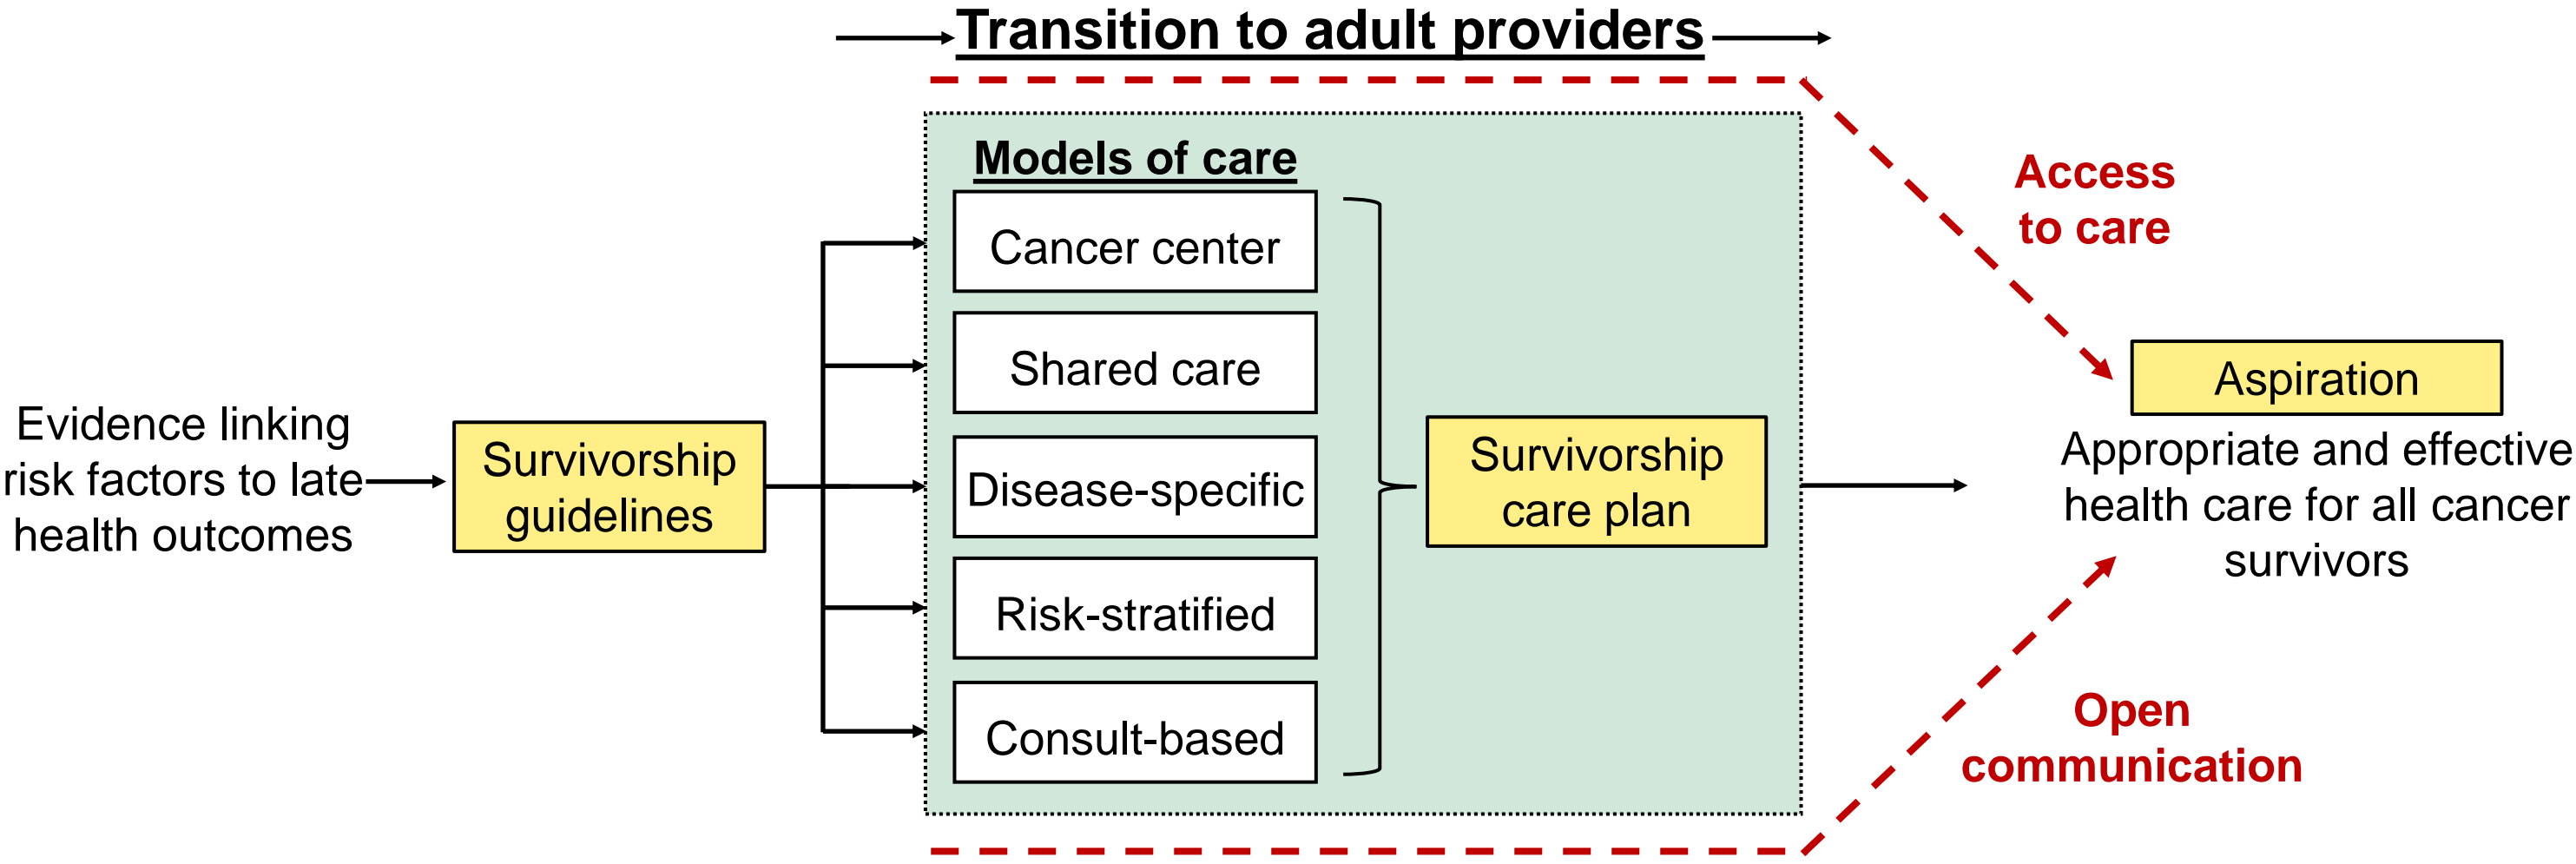 Transition to adult providers
Models of care
Cancer center
Shared care
Disease-specific
Risk-stratified
Consult-based
Evidence linking
risk factors to late
health outcomes
Survivorship
guidelines
Survivorship
care plan
Access
to care
Aspiration
Appropriate and effective
health care for all cancer
survivors
Open
communication